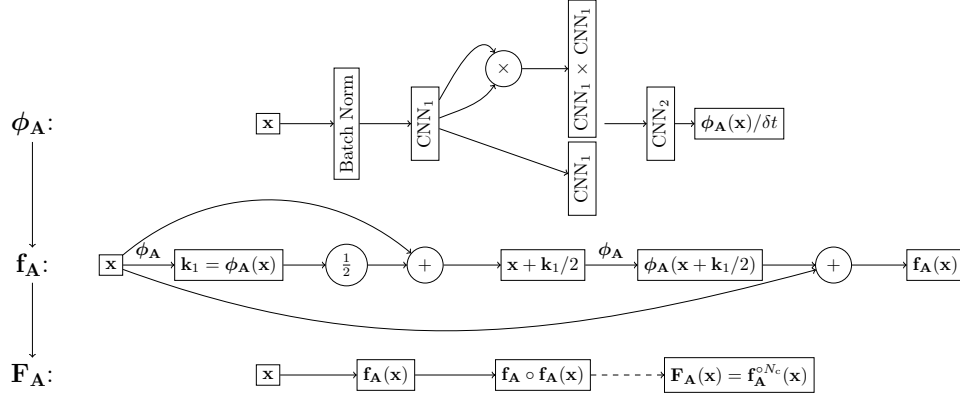 ϕ_A:
x
Batch Norm
CNN₁
×
CNN₁ × CNN₁
CNN₁
CNN₂
ϕ_A(x)/δt
f_A:
x
ϕ_A
k₁ = ϕ_A(x)
1/2
+
x + k₁/2
ϕ_A
ϕ_A(x + k₁/2)
+
f_A(x)
F_A:
x
f_A(x)
f_A ∘ f_A(x)
F_A(x) = f_A^{∘N_c}(x)